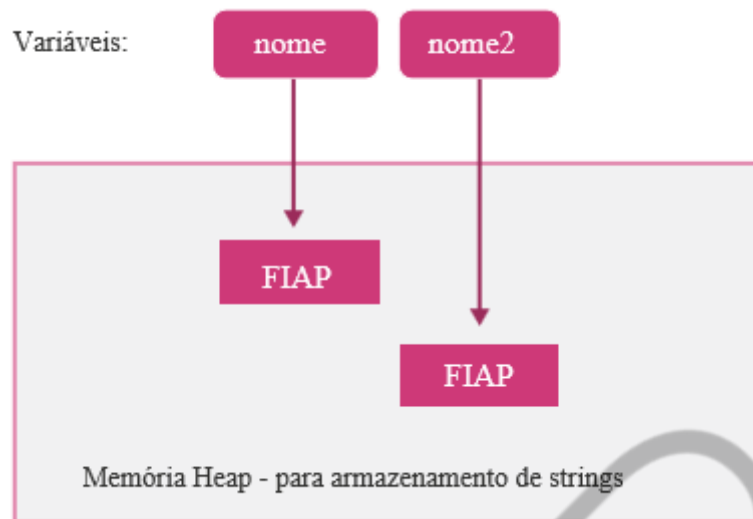 Variáveis:
nome
nome2
FIAP
FIAP
Memória Heap - para armazenamento de strings